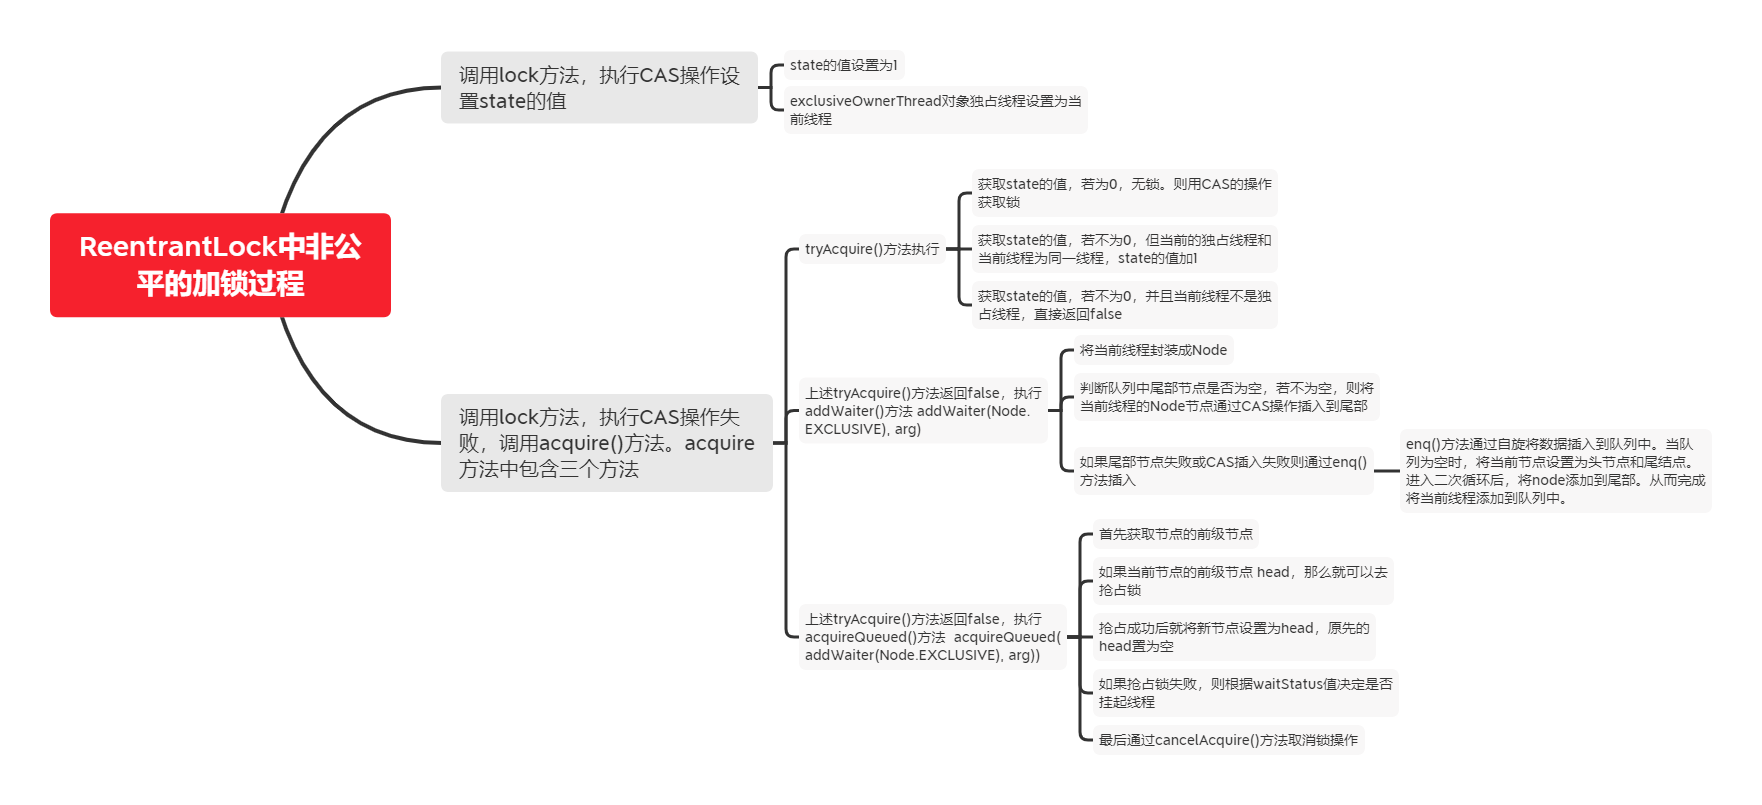 ReentrantLock中非公
平的加锁过程
调用lock方法，执行CAS操作设
置state的值
state的值设置为1
exclusiveOwnerThread对象独占线程设置为当
前线程
调用lock方法，执行CAS操作失
败，调用acquire()方法。acquire
方法中包含三个方法
tryAcquire()方法执行
获取state的值，若为0，无锁。则用CAS的操作
获取锁
获取state的值，若不为0，但当前的独占线程和
当前线程为同一线程，state的值加1
获取state的值，若不为0，并且当前线程不是独
占线程，直接返回false
上述tryAcquire()方法返回false，执行
addWaiter()方法 addWaiter(Node.
EXCLUSIVE), arg)
将当前线程封装成Node
判断队列中尾部节点是否为空，若不为空，则将
当前线程的Node节点通过CAS操作插入到尾部
如果尾部节点失败或CAS插入失败则通过enq()
方法插入
enq()方法通过自旋将数据插入到队列中。当队
列为空时，将当前节点设置为头节点和尾结点。
进入二次循环后，将node添加到尾部。从而完成
将当前线程添加到队列中。
上述tryAcquire()方法返回false，执行
acquireQueued()方法  acquireQueued(
addWaiter(Node.EXCLUSIVE), arg))
首先获取节点的前级节点
如果当前节点的前级节点 head，那么就可以去
抢占锁
抢占成功后就将新节点设置为head，原先的
head置为空
如果抢占锁失败，则根据waitStatus值决定是否
挂起线程
最后通过cancelAcquire()方法取消锁操作